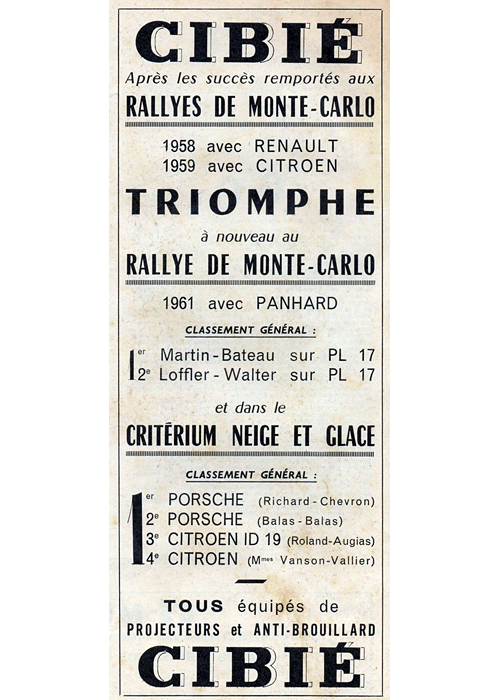 CIBIÉ
Après les succès remportés aux
RALLYES DE MONTE-CARLO
1958 avec RENAULT
1959 avec CITROEN
TRIOMPHE
à nouveau au
RALLYE DE MONTE-CARLO
1961 avec PANHARD
CLASSEMENT GÉNÉRAL :
1er Martin-Bateau sur PL 17
2e Loffler-Walter sur PL 17
et dans le
CRITÉRIUM NEIGE ET GLACE
CLASSEMENT GÉNÉRAL :
1er PORSCHE (Richard-Chevron)
2e PORSCHE (Balas-Balas)
3e CITROEN ID 19 (Roland-Augias)
4e CITROEN (Mmes Vanson-Vallier)
TOUS équipés de
PROJECTEURS et ANTI-BROUILLARD
CIBIÉ